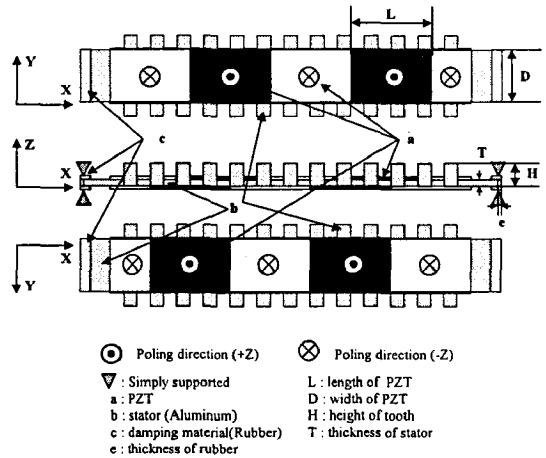 L
Y
X
D
c
a
Z
X
T
H
b
e
X
Y
Poling direction (+Z)
Poling direction (-Z)
: Simply supported
a : PZT
b : stator (Aluminum)
c : damping material(Rubber)
e : thickness of rubber
L : length of PZT
D : width of PZT
H : height of tooth
T : thickness of stator